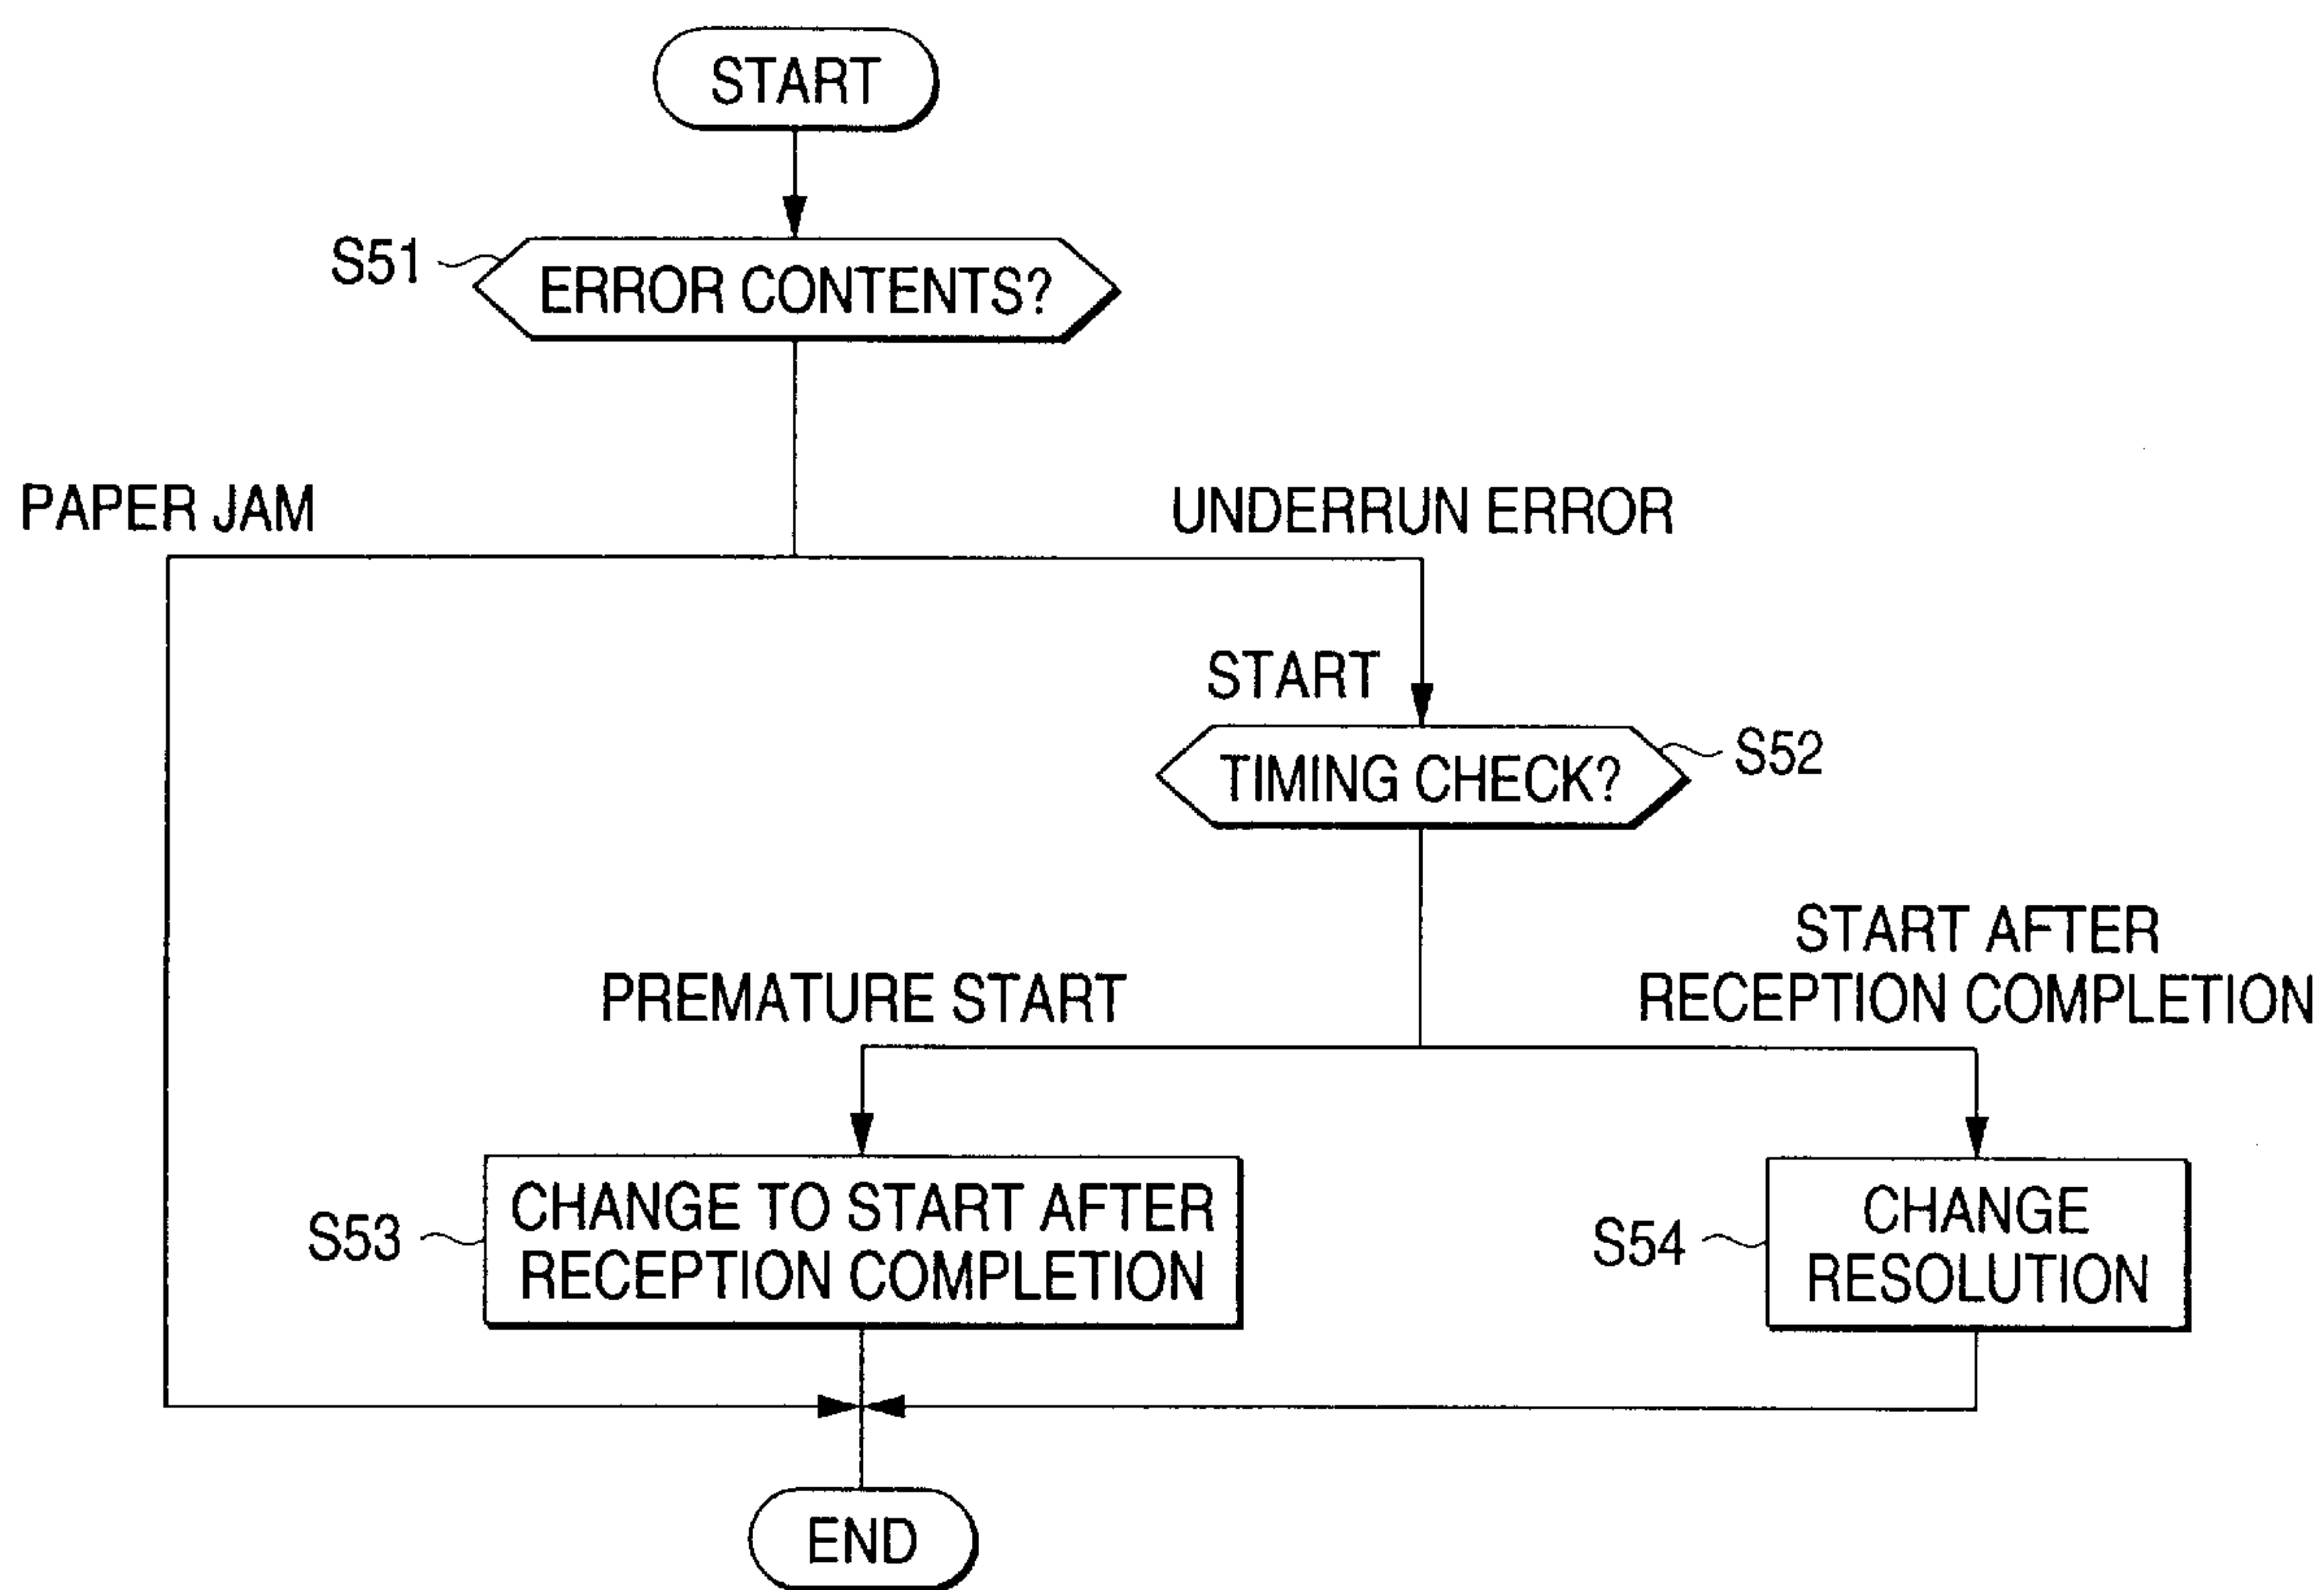 START
S51
ERROR CONTENTS?
PAPER JAM
UNDERRUN ERROR
START
TIMING CHECK?
S52
PREMATURE START
START AFTER
RECEPTION COMPLETION
S53
CHANGE TO START AFTER
RECEPTION COMPLETION
S54
CHANGE
RESOLUTION
END